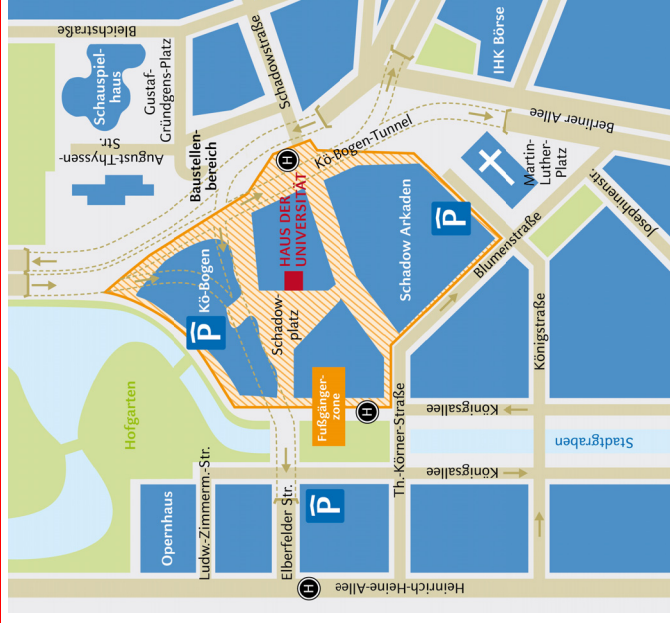 Bleichstraße
Schauspiel-
haus
Gustaf-
Gründgens-Platz
August-Thyssen-
Str.
Schadowstraße
IHK Börse
Berliner Allee
Baustellen-
bereich
H
Kö-Bogen-Tunnel
Martin-
Luther-
Platz
Josephinenstr.
HAUS DER
UNIVERSITÄT
Schadow Arkaden
P
Blumenstraße
Kö-Bogen
P
Schadow-
platz
Königstraße
Hofgarten
Fußgänger-
zone
H
Th.-Körner-Straße
Königsallee
Stadtgraben
Königsallee
Opernhaus
Ludw.-Zimmerm.-Str.
Elberfelder Str.
P
H
Heinrich-Heine-Allee